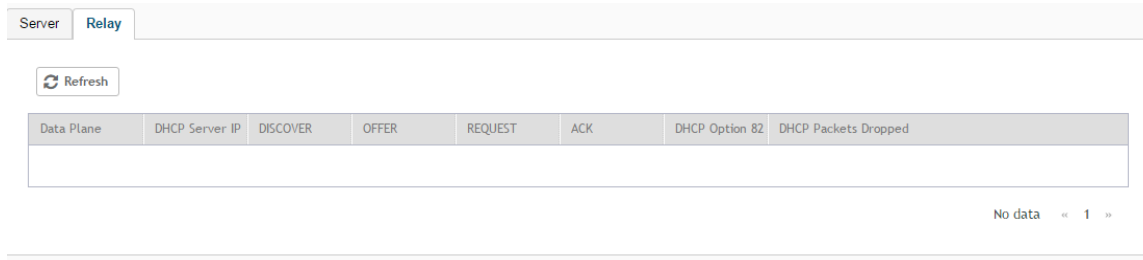 Server Relay
Refresh
Data Plane DHCP Server IP DISCOVER OFFER REQUEST ACK DHCP Option 82 DHCP Packets Dropped
No data « 1 »